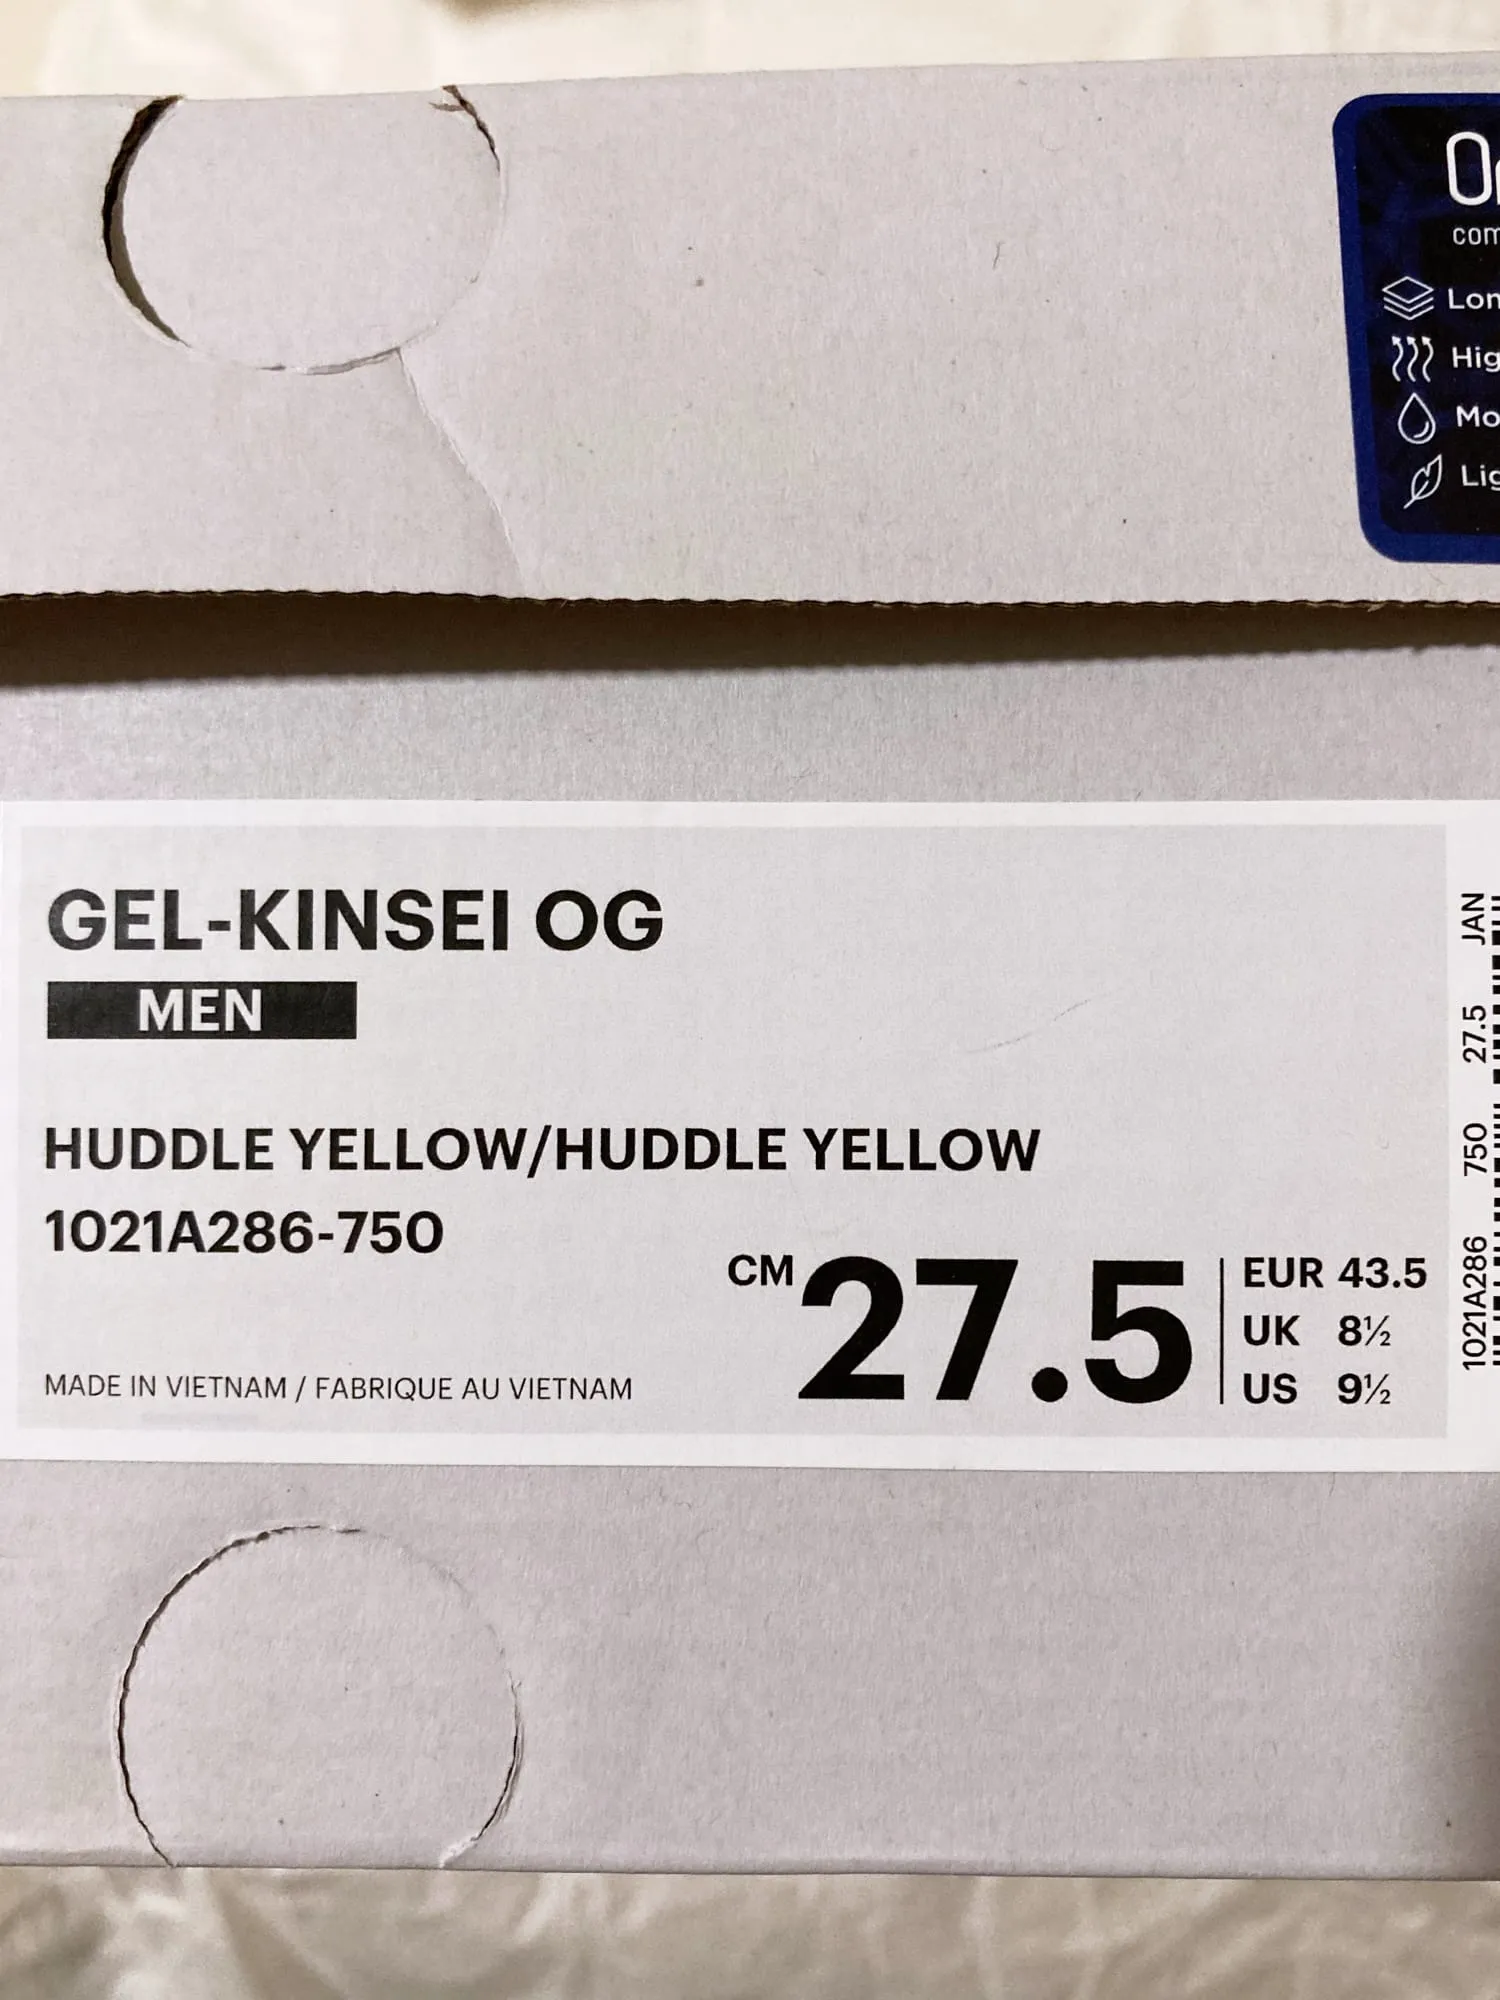 GEL-KINSEI OG
MEN
HUDDLE YELLOW/HUDDLE YELLOW
1021A286-750
CM 27.5
EUR 43.5
UK 8½
US 9½
MADE IN VIETNAM / FABRIQUE AU VIETNAM
1021A286 750 27.5 JAN